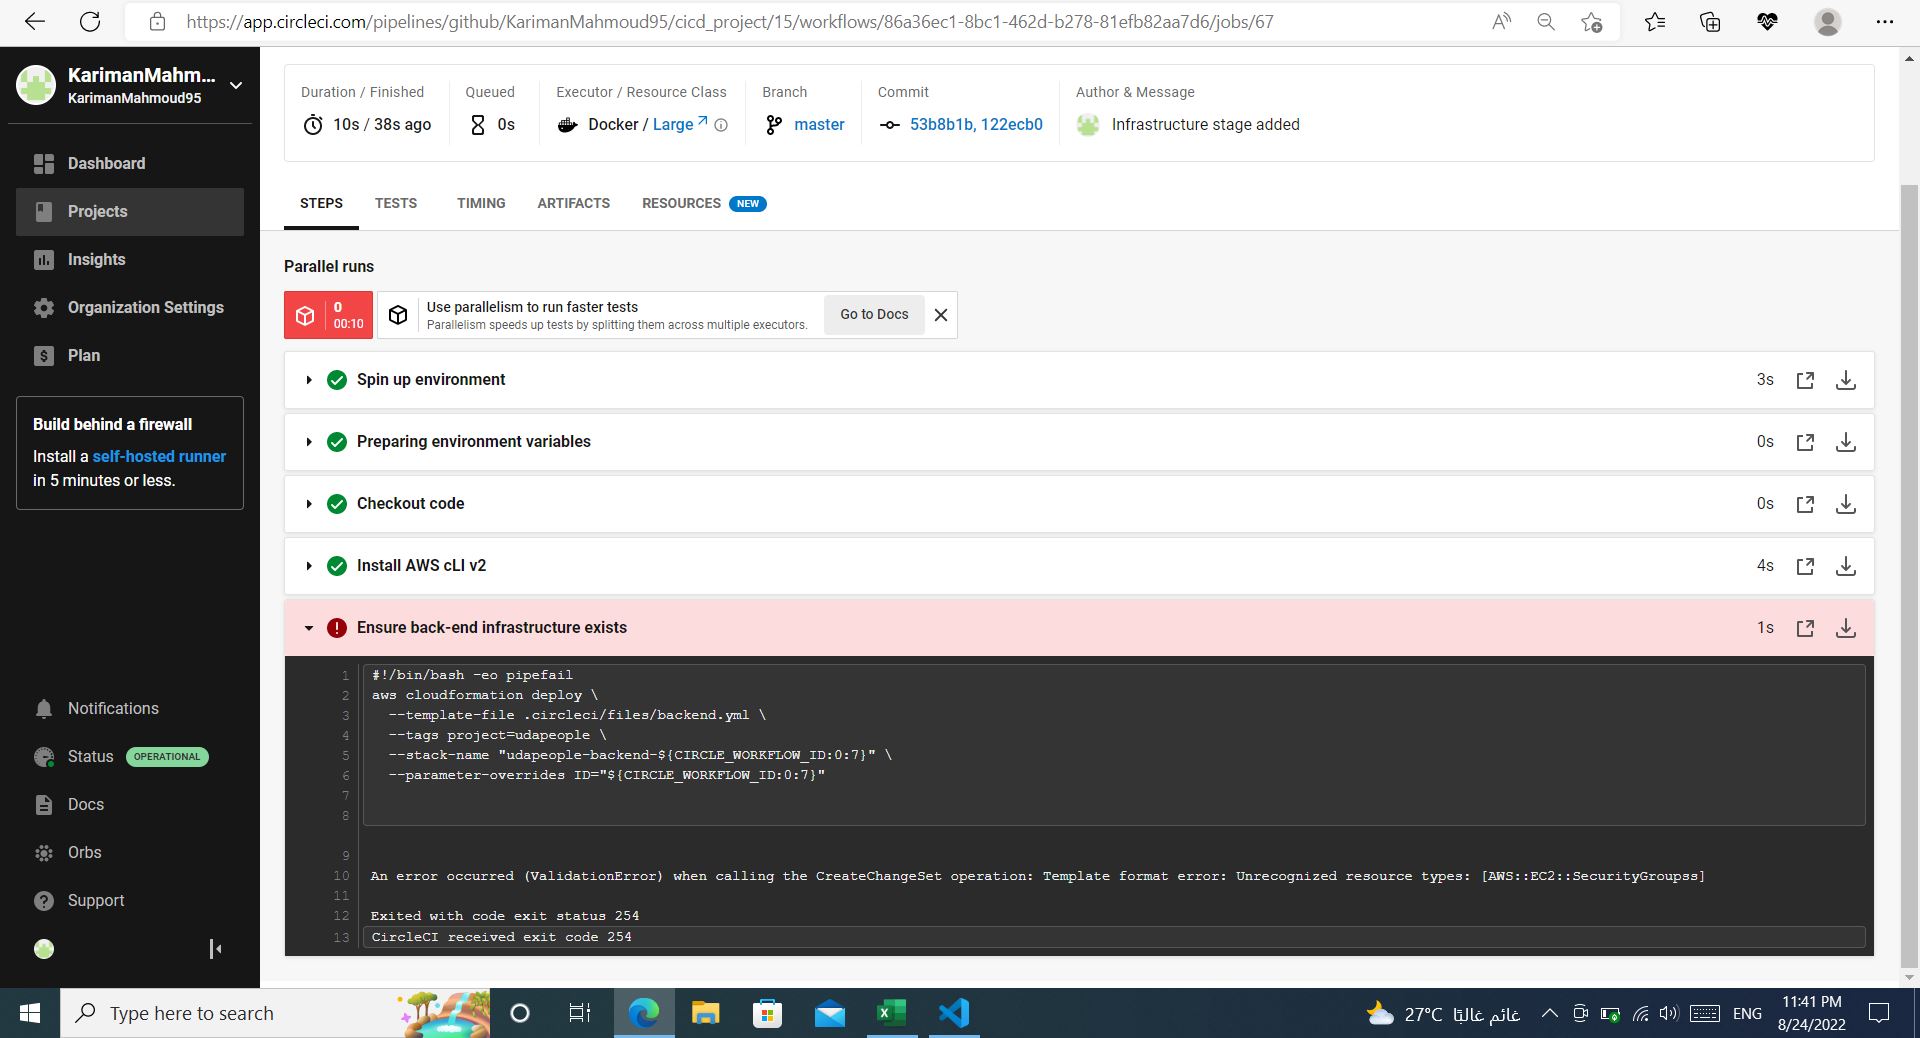 https://app.circleci.com/pipelines/github/KarimanMahmoud95/cicd_project/15/workflows/86a36ec1-8bc1-462d-b278-81efb82aa7d6/jobs/67
KarimanMahm...
KarimanMahmoud95
Dashboard
Projects
Insights
Organization Settings
Plan
Build behind a firewall
Install a self-hosted runner
in 5 minutes or less.
Notifications
Status OPERATIONAL
Docs
Orbs
Support
Duration / Finished
10s / 38s ago
Queued
0s
Executor / Resource Class
Docker / Large
Branch
master
Commit
53b8b1b, 122ecb0
Author & Message
Infrastructure stage added
STEPS TESTS TIMING ARTIFACTS RESOURCES NEW
Parallel runs
0
00:10
Use parallelism to run faster tests
Parallelism speeds up tests by splitting them across multiple executors.
Go to Docs
Spin up environment 3s
Preparing environment variables 0s
Checkout code 0s
Install AWS cLI v2 4s
Ensure back-end infrastructure exists 1s
1 #!/bin/bash -eo pipefail
2 aws cloudformation deploy \
3 --template-file .circleci/files/backend.yml \
4 --tags project=udapeople \
5 --stack-name "udapeople-backend-${CIRCLE_WORKFLOW_ID:0:7}" \
6 --parameter-overrides ID="${CIRCLE_WORKFLOW_ID:0:7}"
7
8
9
10 An error occurred (ValidationError) when calling the CreateChangeSet operation: Template format error: Unrecognized resource types: [AWS::EC2::SecurityGroupss]
11
12 Exited with code exit status 254
13 CircleCI received exit code 254
Type here to search
27°C غائم غالبًا
ENG
11:41 PM
8/24/2022